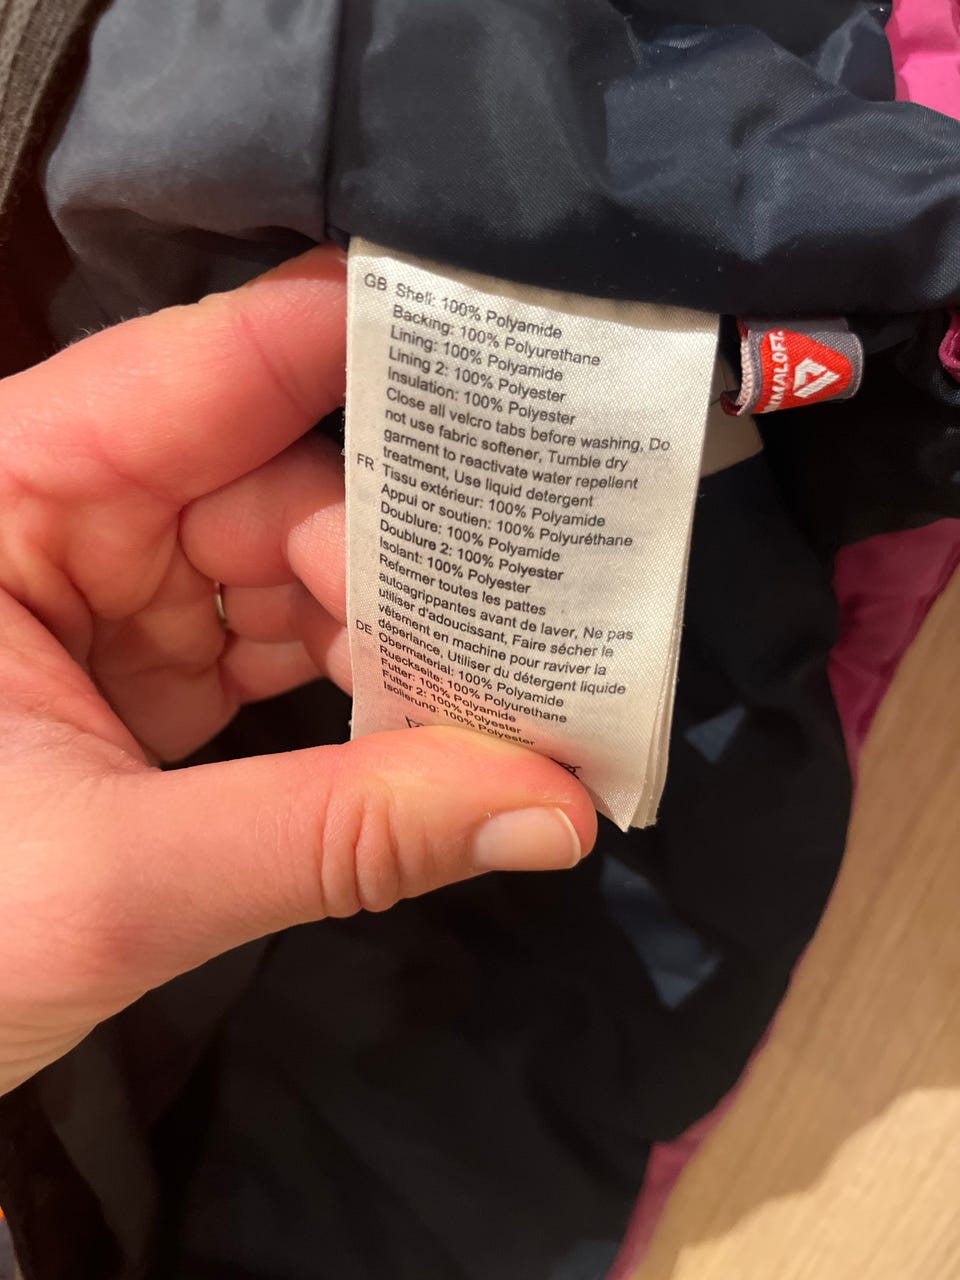 GB Shell: 100% Polyamide
Backing: 100% Polyurethane
Lining: 100% Polyamide
Lining 2: 100% Polyester
Insulation: 100% Polyester
Close all velcro tabs before washing, Do
not use fabric softener, Tumble dry
garment to reactivate water repellent
treatment, Use liquid detergent
FR Tissu extérieur: 100% Polyamide
Appui or soutien: 100% Polyuréthane
Doublure: 100% Polyamide
Doublure 2: 100% Polyester
Isolant: 100% Polyester
Refermer toutes les pattes
autoagrippantes avant de laver, Ne pas
utiliser d'adoucissant, Faire sécher le
vêtement en machine pour raviver la
déperlance, Utiliser du détergent liquide
DE Obermaterial: 100% Polyamide
Rueckseite: 100% Polyurethane
Futter: 100% Polyamide
Futter 2: 100% Polyester
Isolierung: 100% Polyester
IMALOFT